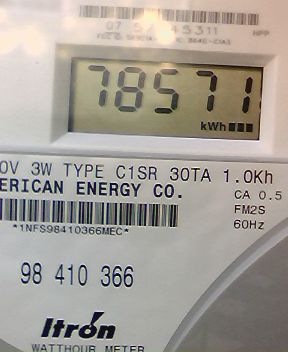 78571
kWh
0V 3W TYPE C1SR 30TA 1.0Kh
ERICAN ENERGY CO.
CA 0.5
*1NFS98410366MEC*
FM2S
60Hz
98 410 366
Itrón
WATTHOUR METER